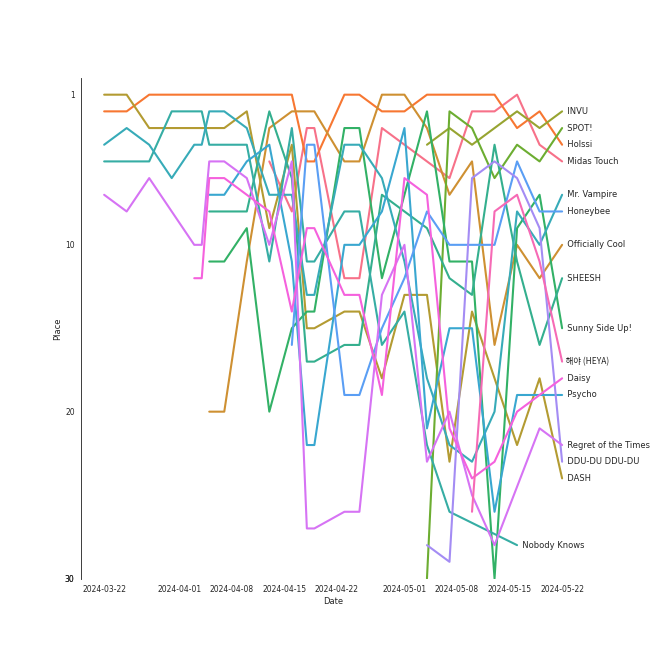 1
10
20
30
Place
2024-03-22
2024-04-01
2024-04-08
2024-04-15
2024-04-22
2024-05-01
2024-05-08
2024-05-15
2024-05-22
Date
INVU
SPOT!
Holssi
Midas Touch
Mr. Vampire
Honeybee
Officially Cool
SHEESH
Sunny Side Up!
해야 (HEYA)
Daisy
Psycho
Regret of the Times
DDU-DU DDU-DU
DASH
Nobody Knows